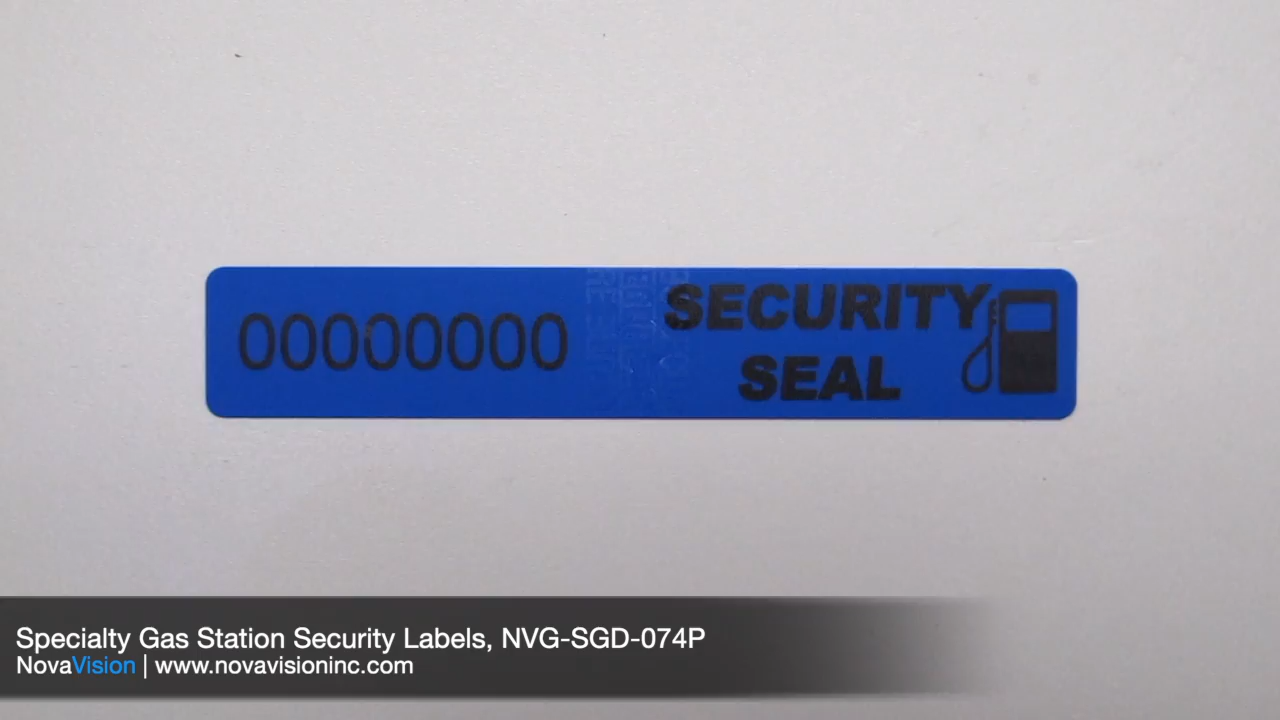 00000000
SECURITY
SEAL
Specialty Gas Station Security Labels, NVG-SGD-074P
NovaVision | www.novavisioninc.com